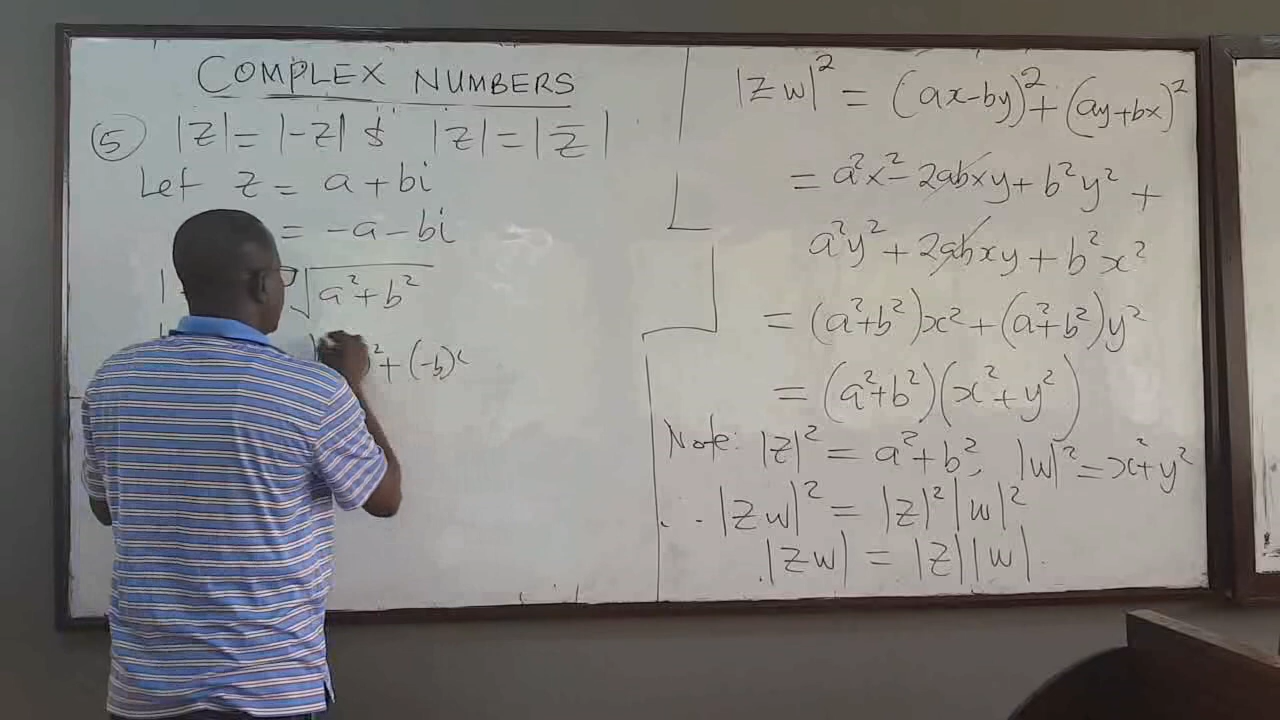 COMPLEX NUMBERS
⑤ |z| = |-z| & |z| = |z̄|
Let z = a + bi
= -a - bi
√(a² + b²)
² + (-b)²
|zw|² = (ax-by)² + (ay+bx)²
= a²x² - 2abxy + b²y² +
a²y² + 2abxy + b²x²
= (a²+b²)x² + (a²+b²)y²
= (a²+b²)(x²+y²)
Note: |z|² = a²+b², |w|² = x²+y²
∴ |zw|² = |z|²|w|²
|zw| = |z||w|.